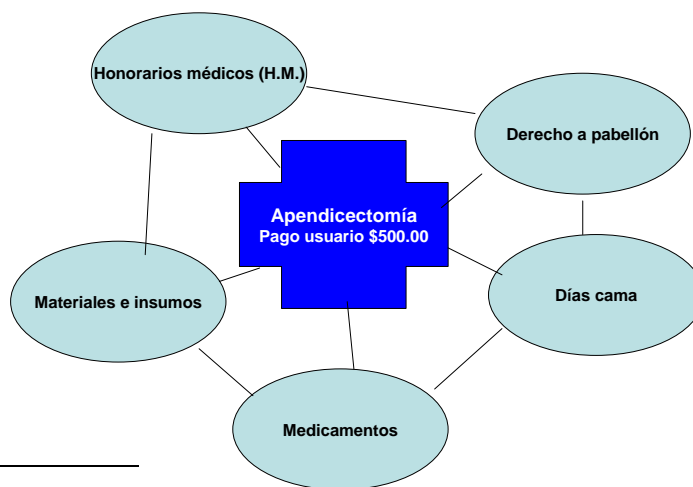 Honorarios médicos (H.M.)
Derecho a pabellón
Apendicectomía
Pago usuario $500.00
Materiales e insumos
Días cama
Medicamentos